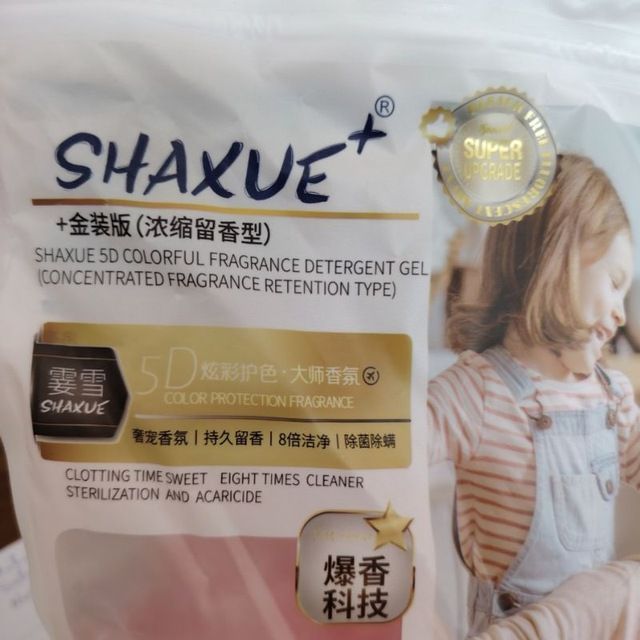 SHAXUE+®
+金装版(浓缩留香型)
SHAXUE 5D COLORFUL FRAGRANCE DETERGENT GEL
(CONCENTRATED FRAGRANCE RETENTION TYPE)
霎雪
SHAXUE
5D炫彩护色·大师香氛
COLOR PROTECTION FRAGRANCE
奢宠香氛|持久留香|8倍洁净|除菌除螨
CLOTTING TIME SWEET EIGHT TIMES CLEANER
STERILIZATION AND ACARICIDE
SUPER
UPGRADE
爆香
科技